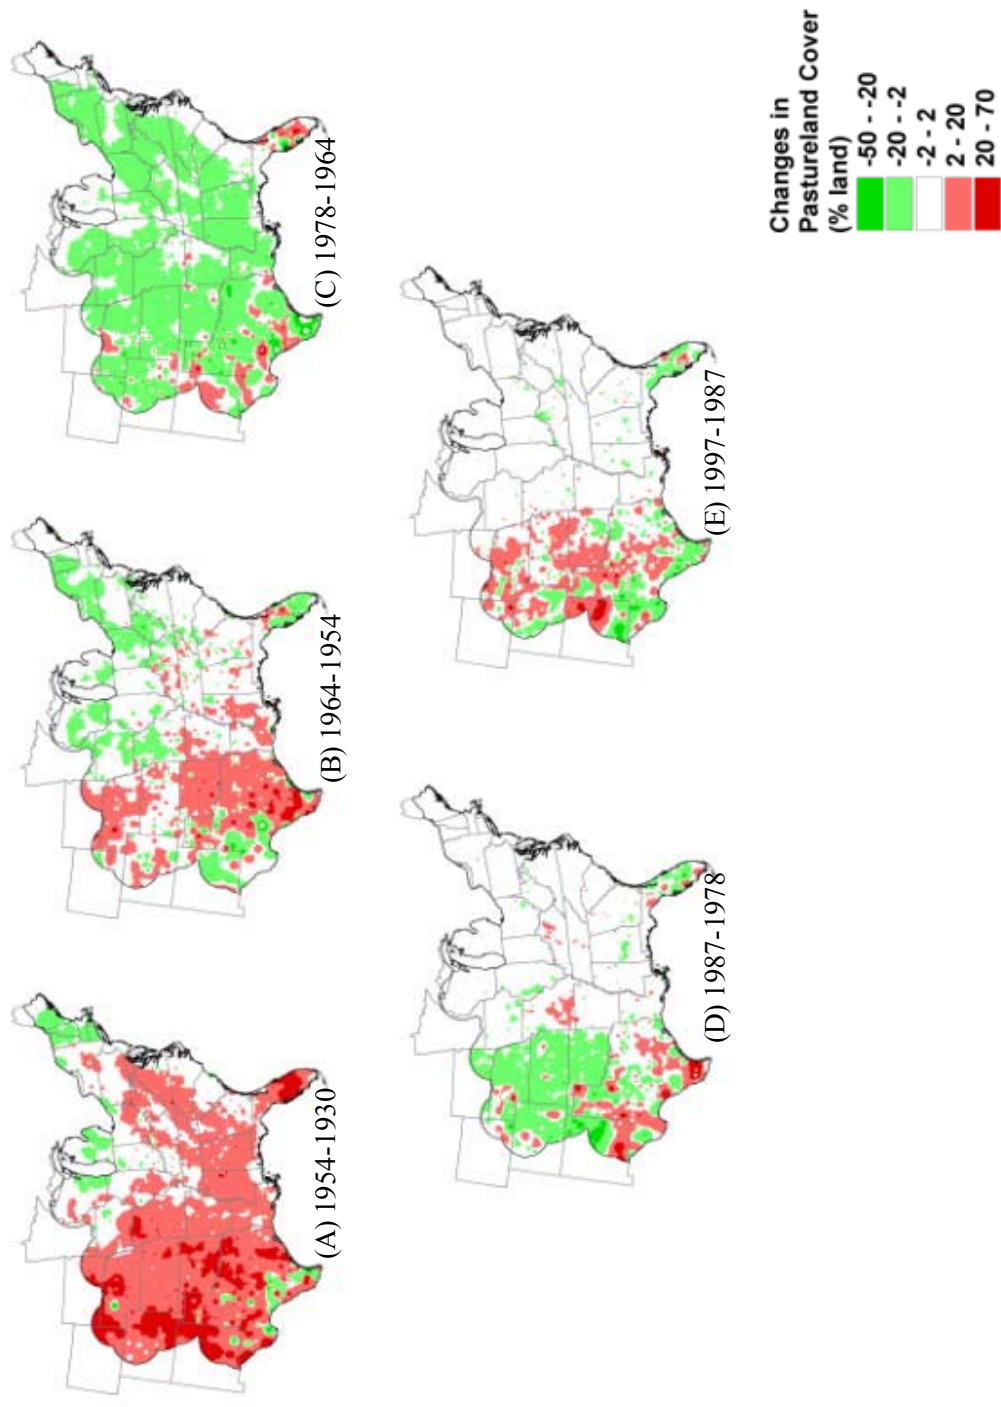 (A) 1954-1930
(B) 1964-1954
(C) 1978-1964
(D) 1987-1978
(E) 1997-1987
Changes in
Pastureland Cover
(% land)
-50 - -20
-20 - -2
-2 - 2
2 - 20
20 - 70